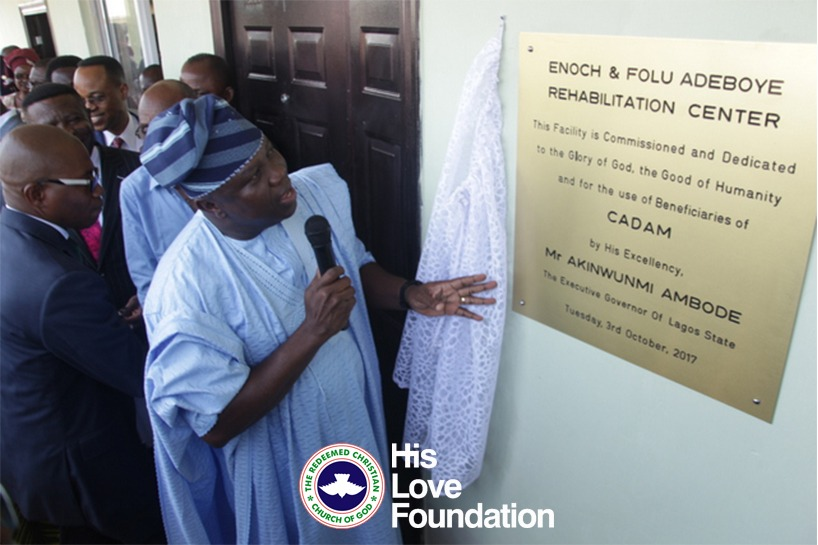 ENOCH & FOLU ADEBOYE
REHABILITATION CENTER
This Facility is Commissioned and Dedicated
to the Glory of God, the Good of Humanity
and for the use of Beneficiaries of
CADAM
by His Excellency,
Mr AKINWUNMI AMBODE
The Executive Governor Of Lagos State
Tuesday, 3rd October, 2017
THE REDEEMED CHRISTIAN
CHURCH OF GOD
His
Love
Foundation